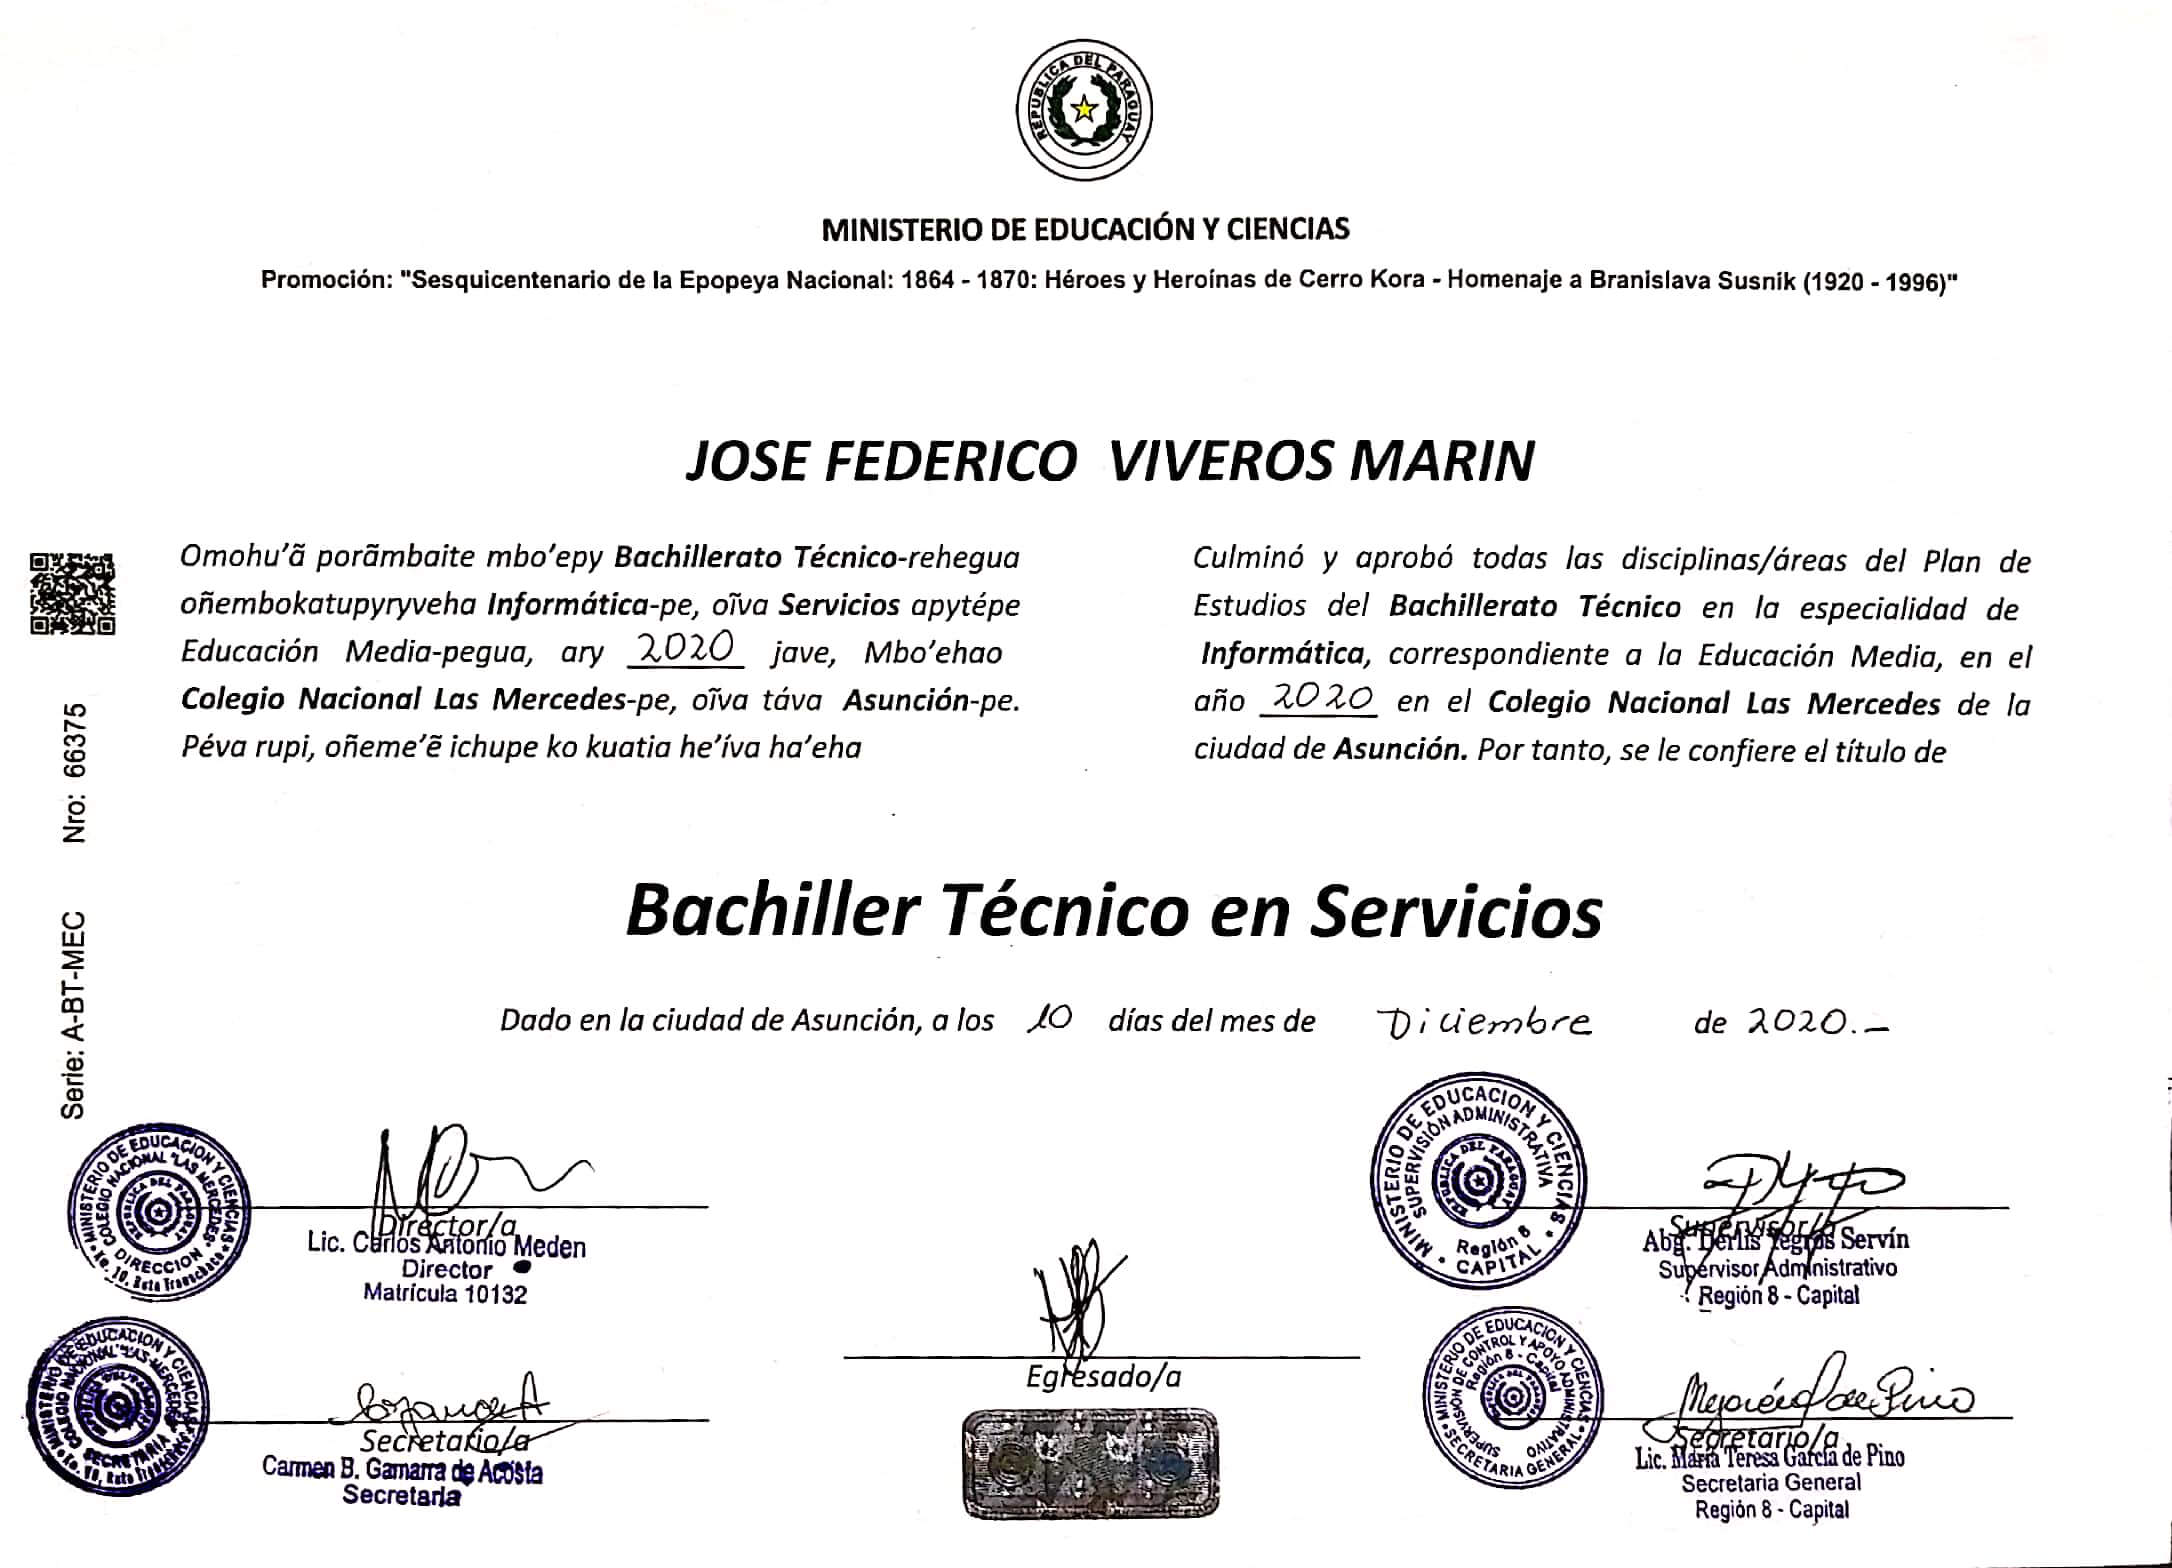 REPUBLICA DEL PARAGUAY
MINISTERIO DE EDUCACIÓN Y CIENCIAS
Promoción: "Sesquicentenario de la Epopeya Nacional: 1864 - 1870: Héroes y Heroínas de Cerro Kora - Homenaje a Branislava Susnik (1920 - 1996)"
JOSE FEDERICO VIVEROS MARIN
Omohu’ã porãmbaite mbo’epy Bachillerato Técnico-rehegua
oñembokatupyryveha Informática-pe, oĩva Servicios apytépe
Educación Media-pegua, ary 2020 jave, Mbo’ehao
Colegio Nacional Las Mercedes-pe, oĩva táva Asunción-pe.
Péva rupi, oñeme’ẽ ichupe ko kuatia he’íva ha’eha
Culminó y aprobó todas las disciplinas/áreas del Plan de
Estudios del Bachillerato Técnico en la especialidad de
Informática, correspondiente a la Educación Media, en el
año 2020 en el Colegio Nacional Las Mercedes de la
ciudad de Asunción. Por tanto, se le confiere el título de
Serie: A-BT-MEC Nro: 66375
Bachiller Técnico en Servicios
Dado en la ciudad de Asunción, a los 10 días del mes de Diciembre de 2020.-
MINISTERIO DE EDUCACION Y CIENCIAS
COLEGIO NACIONAL "LAS MERCEDES"
REPUBLICA DEL PARAGUAY
DIRECCION
Director/a
Lic. Carlos Antonio Meden
Director
Matrícula 10132
MINISTERIO DE EDUCACION Y CIENCIAS
SUPERVISIÓN ADMINISTRATIVA
REPUBLICA DEL PARAGUAY
Región 8
CAPITAL
Supervisor/a
Abg. Derlis Yegros Servín
Supervisor Administrativo
Región 8 - Capital
Egresado/a
MINISTERIO DE EDUCACION Y CIENCIAS
COLEGIO NACIONAL "LAS MERCEDES"
SECRETARIA
Secretario/a
Carmen B. Gamarra de Acosta
Secretaria
MINISTERIO DE EDUCACION Y CIENCIAS
SUPERVISIÓN DE CONTROL Y APOYO ADMINISTRATIVO
Región 8 - Capital
SECRETARIA GENERAL
Secretario/a
Lic. María Teresa García de Pino
Secretaria General
Región 8 - Capital